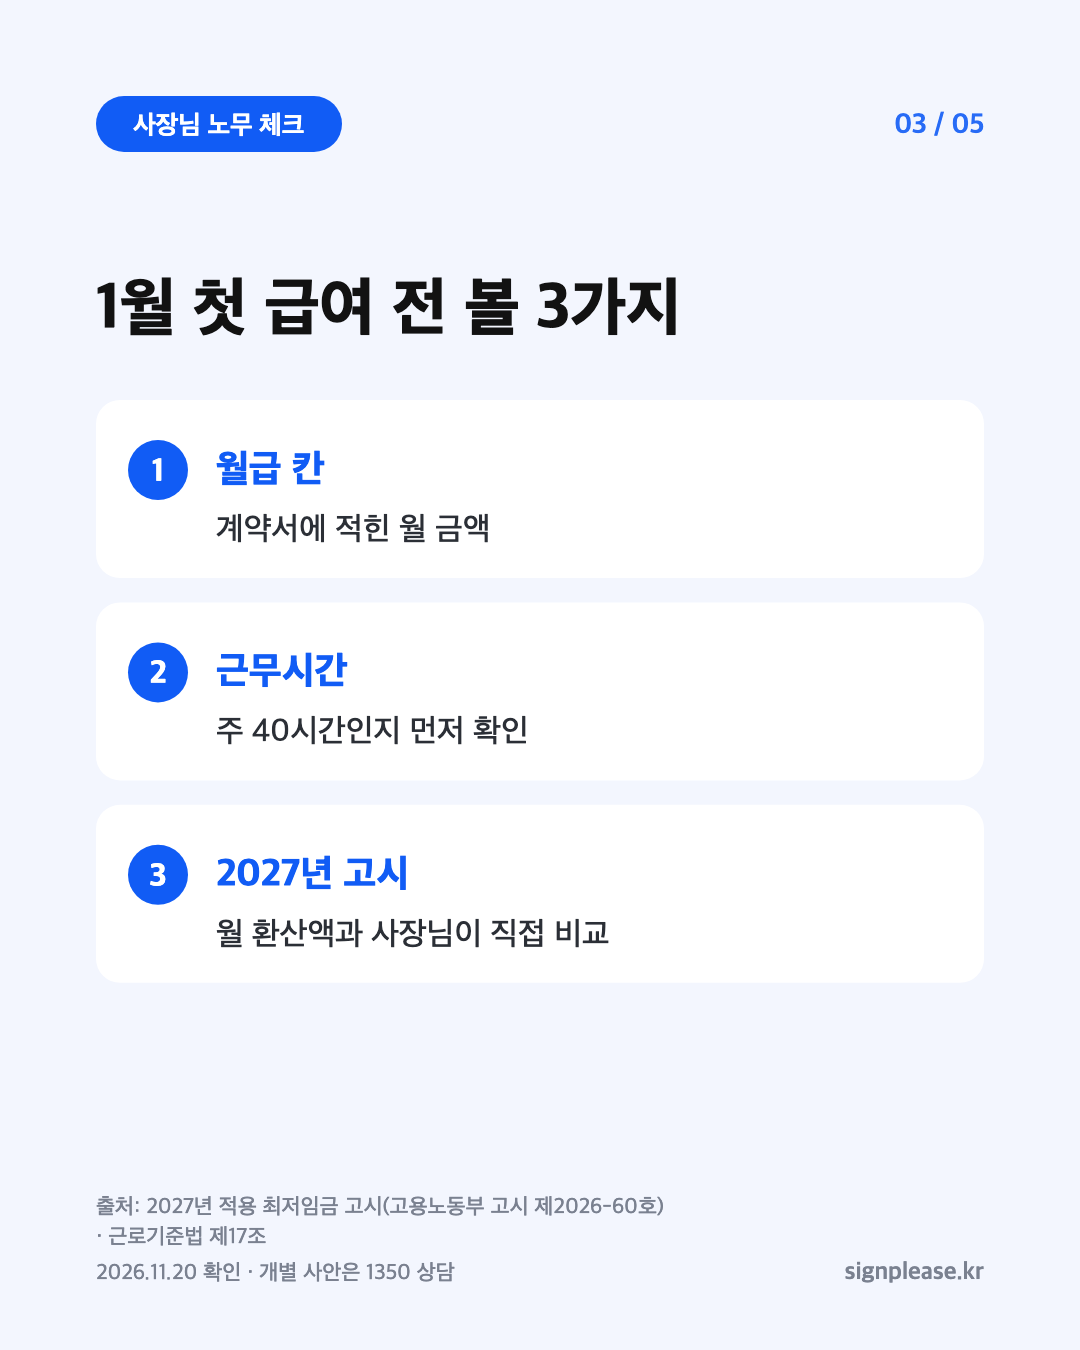 사장님 노무 체크
03 / 05
1월 첫 급여 전 볼 3가지
1
월급 칸
계약서에 적힌 월 금액
2
근무시간
주 40시간인지 먼저 확인
3
2027년 고시
월 환산액과 사장님이 직접 비교
출처: 2027년 적용 최저임금 고시(고용노동부 고시 제2026-60호)
· 근로기준법 제17조
2026.11.20 확인 · 개별 사안은 1350 상담
signplease.kr